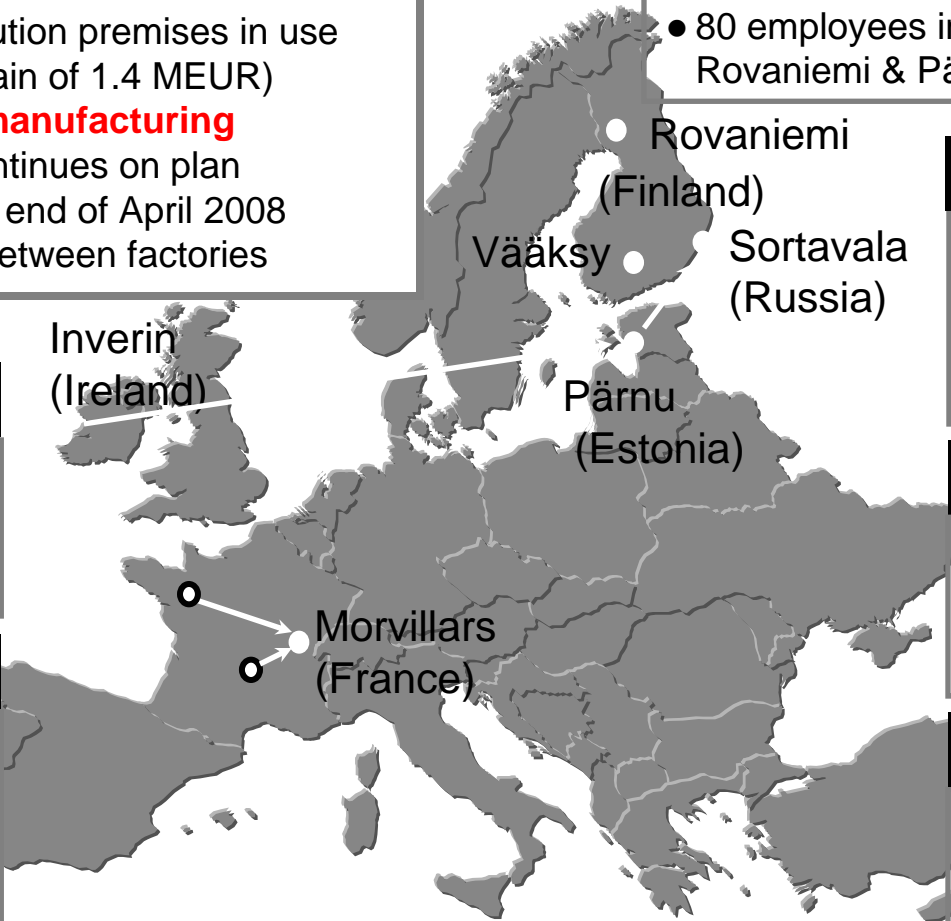 ution premises in use
ain of 1.4 MEUR)
manufacturing
ntinues on plan
end of April 2008
etween factories
● 80 employees in
Rovaniemi & Pä
Rovaniemi
(Finland)
Vääksy
Sortavala
(Russia)
Inverin
(Ireland)
Pärnu
(Estonia)
Morvillars
(France)